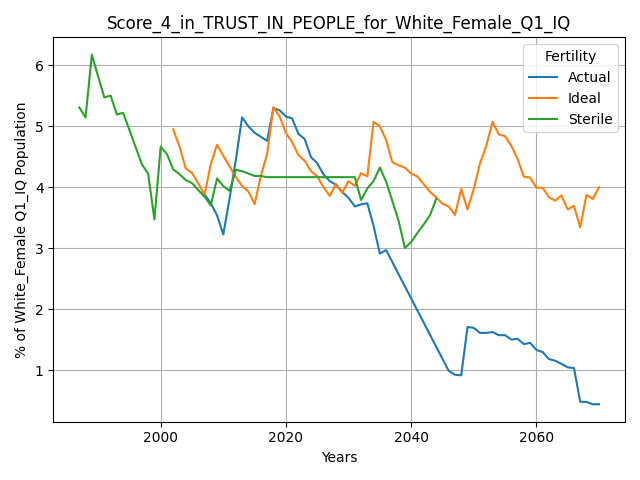 Score_4_in_TRUST_IN_PEOPLE_for_White_Female_Q1_IQ
Fertility
Actual
Ideal
Sterile
% of White_Female Q1_IQ Population
6
5
4
3
2
1
2000
2020
2040
2060
Years